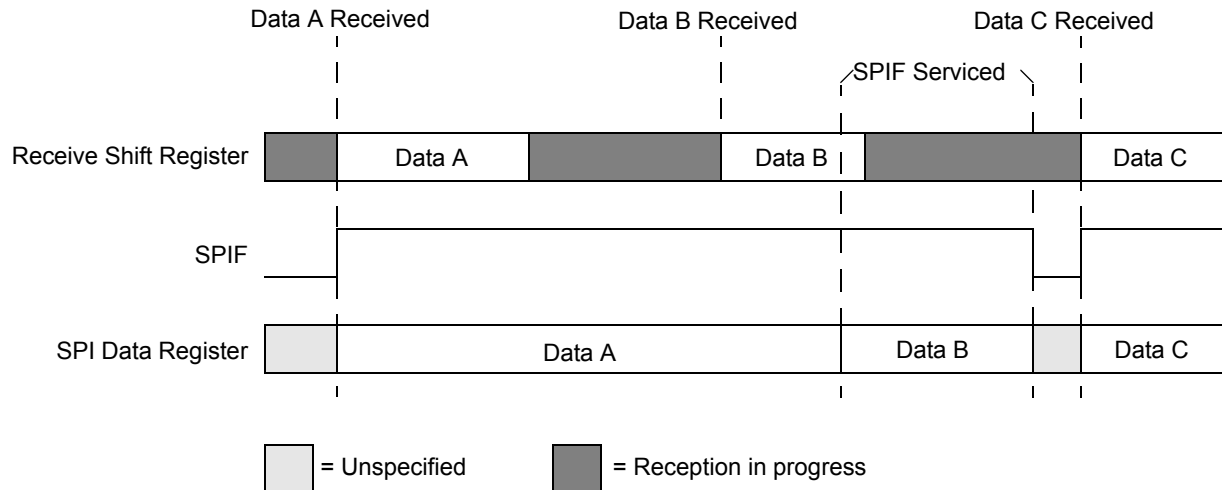 Data A Received
Data B Received
Data C Received
SPIF Serviced
Receive Shift Register
Data A
Data B
Data C
SPIF
SPI Data Register
Data A
Data B
Data C
= Unspecified
= Reception in progress